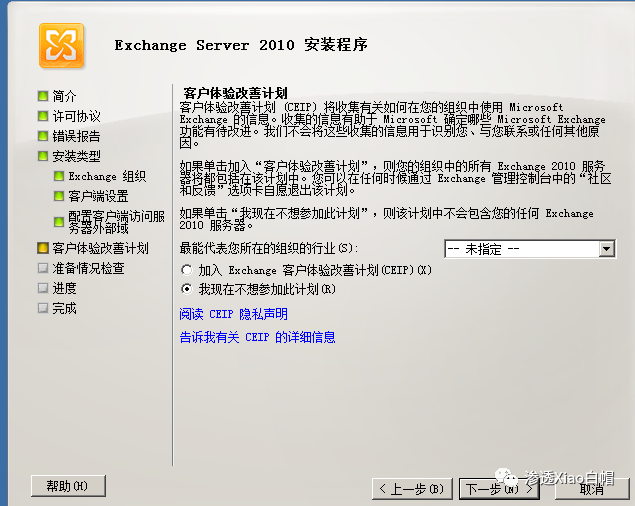 Exchange Server 2010 安装程序
简介
许可协议
错误报告
安装类型
Exchange 组织
客户端设置
配置客户端访问服
务器外部域
客户体验改善计划
准备情况检查
进度
完成
客户体验改善计划
客户体验改善计划 (CEIP) 将收集有关如何在您的组织中使用 Microsoft
Exchange 的信息。收集的信息有助于 Microsoft 确定哪些 Microsoft Exchange
功能有待改进。我们不会将这些收集的信息用于识别您、与您联系或任何其他原
因。
如果单击加入“客户体验改善计划”，则您的组织中的所有 Exchange 2010 服务
器将都包括在该计划中。您可以在任何时候通过 Exchange 管理控制台中的“社区
和反馈”选项卡自愿退出该计划。
如果单击“我现在不想参加此计划”，则该计划中不会包含您的任何 Exchange
2010 服务器。
最能代表您所在的组织的行业(S):
-- 未指定 --
加入 Exchange 客户体验改善计划(CEIP)(X)
我现在不想参加此计划(R)
阅读 CEIP 隐私声明
告诉我有关 CEIP 的详细信息
帮助(H)
< 上一步(B)
下一步(N) >
取消
渗透Xiao白帽